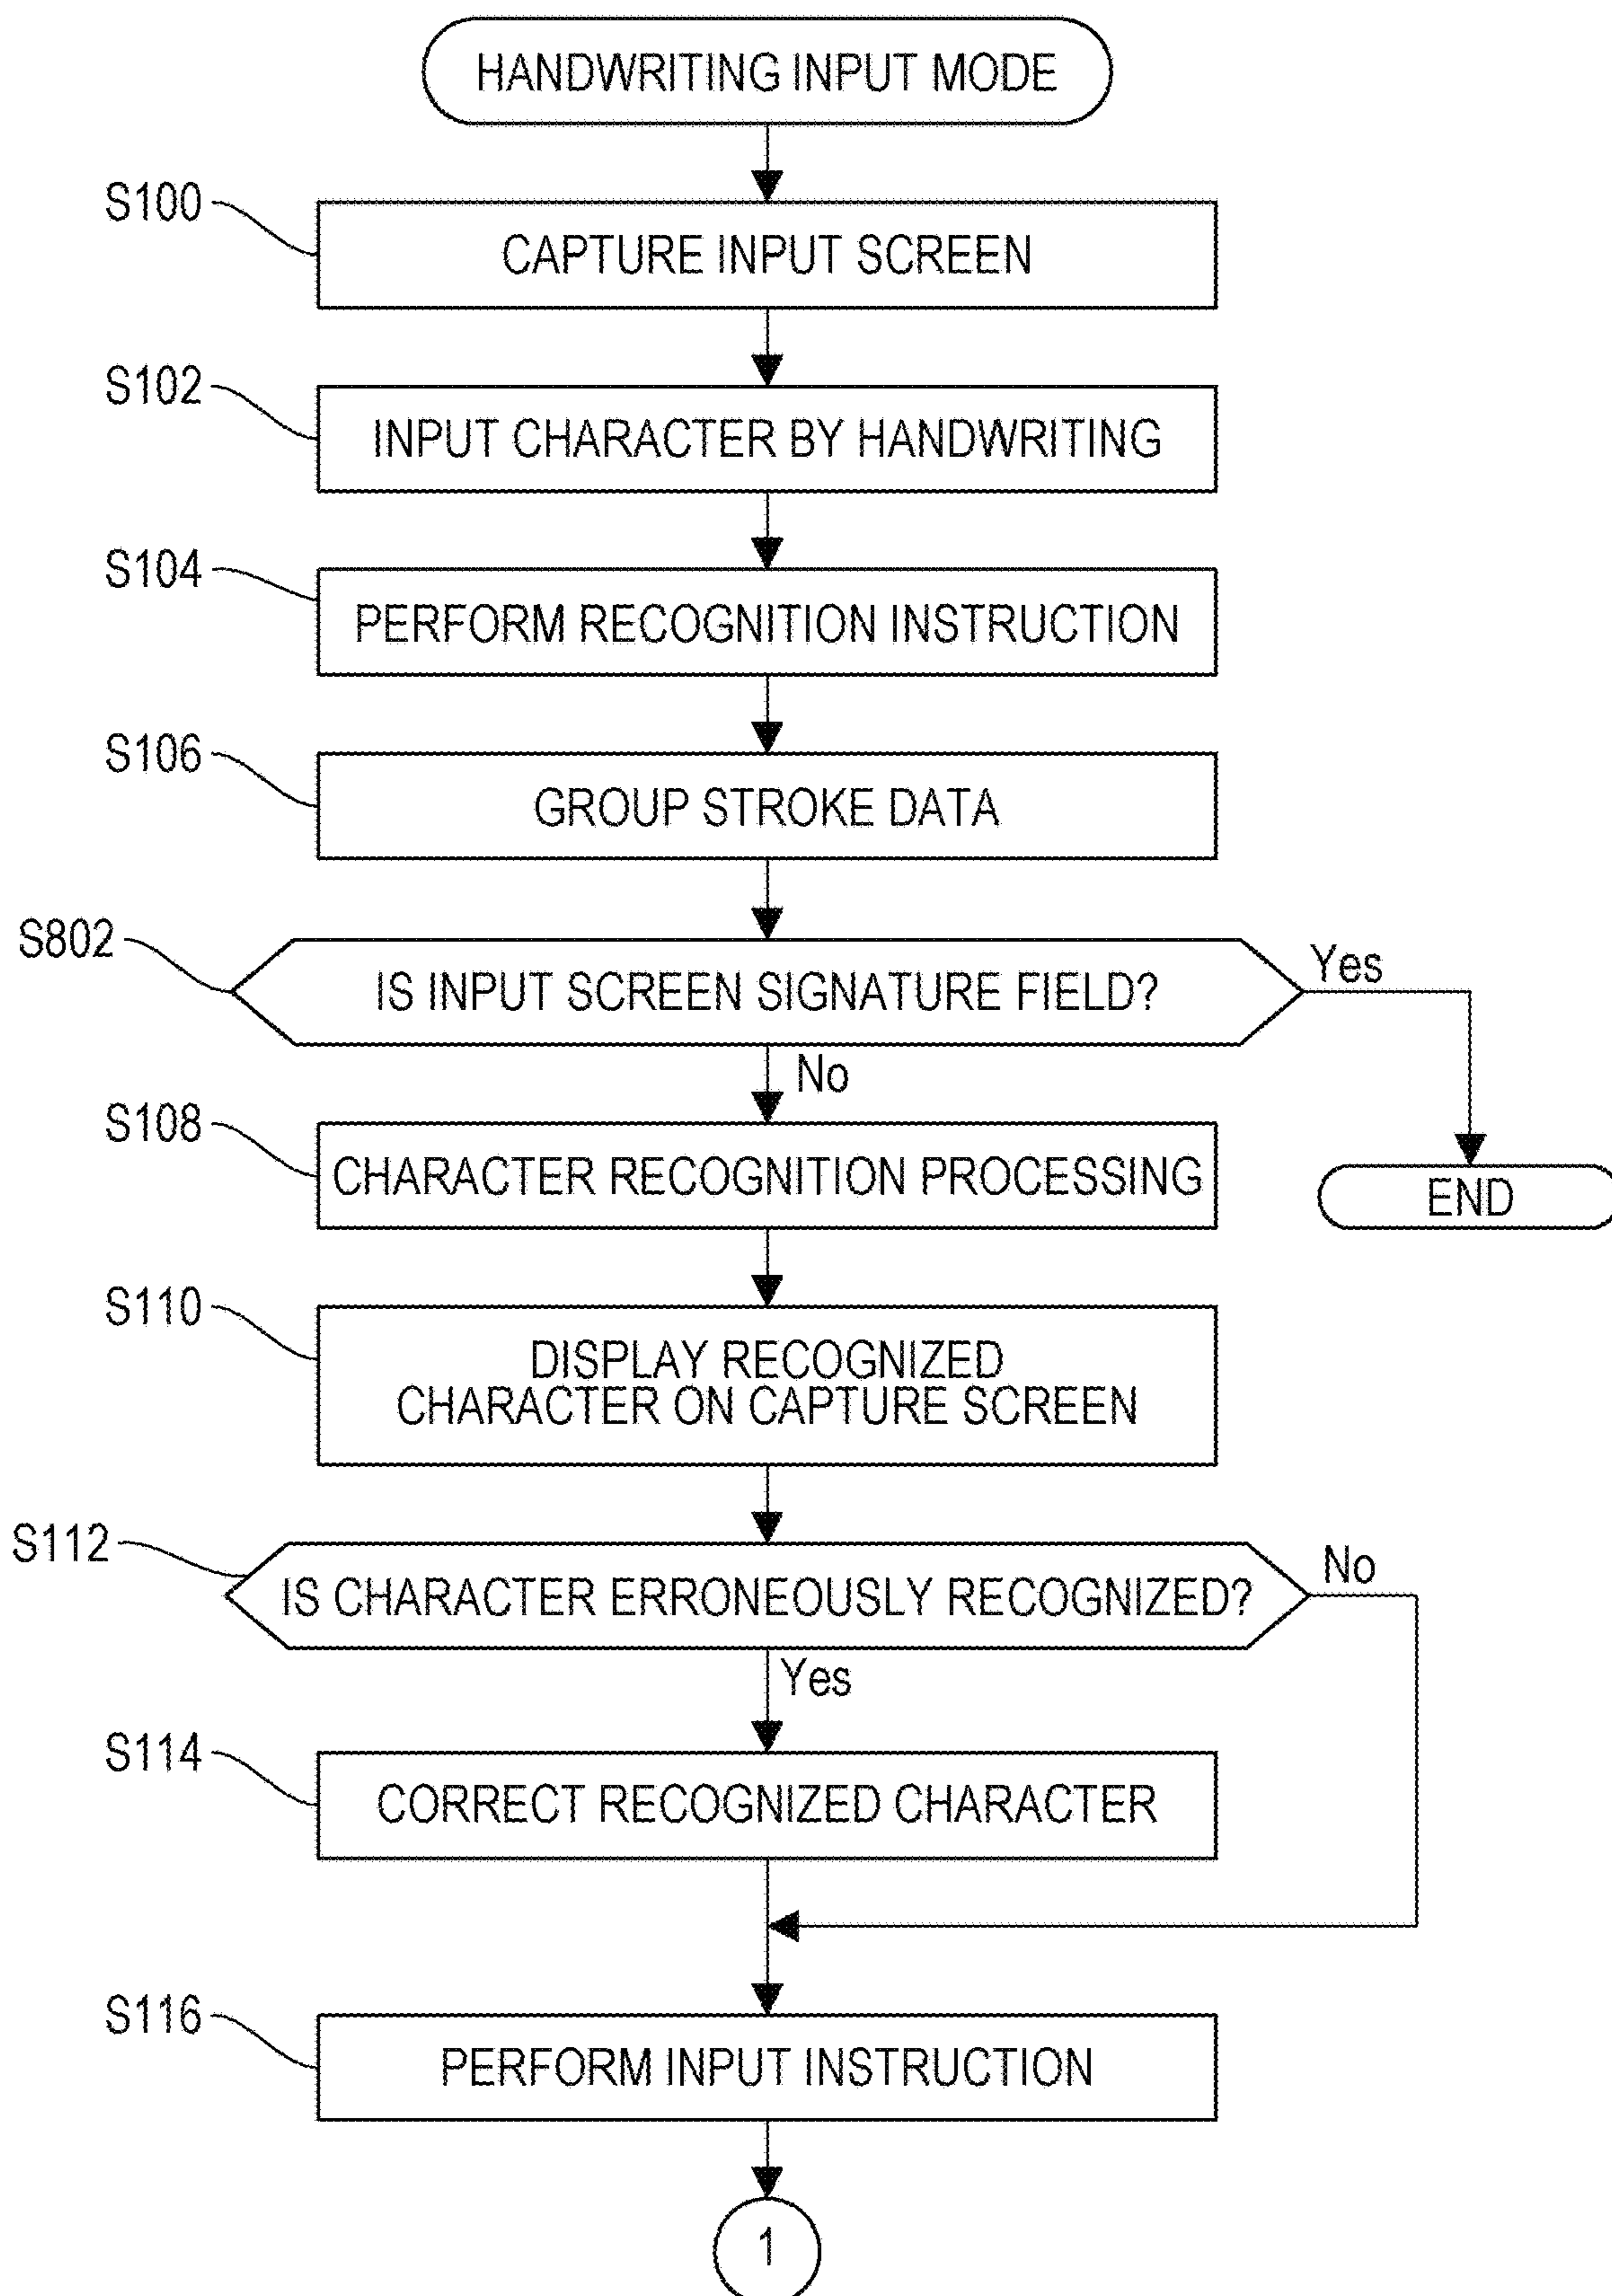 HANDWRITING INPUT MODE
S100
CAPTURE INPUT SCREEN
S102
INPUT CHARACTER BY HANDWRITING
S104
PERFORM RECOGNITION INSTRUCTION
S106
GROUP STROKE DATA
S802
IS INPUT SCREEN SIGNATURE FIELD?
Yes
No
S108
CHARACTER RECOGNITION PROCESSING
END
S110
DISPLAY RECOGNIZED
CHARACTER ON CAPTURE SCREEN
S112
IS CHARACTER ERRONEOUSLY RECOGNIZED?
No
Yes
S114
CORRECT RECOGNIZED CHARACTER
S116
PERFORM INPUT INSTRUCTION
1